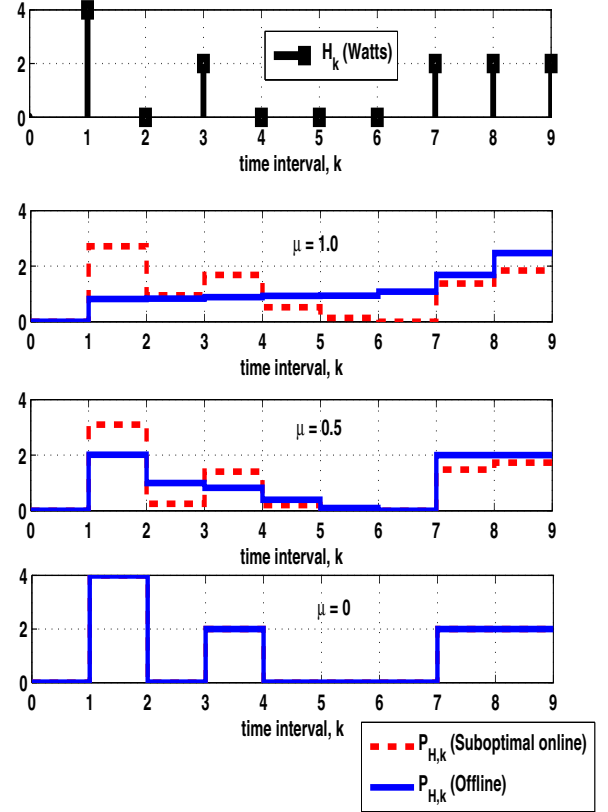 4
2
0
H_k (Watts)
0 1 2 3 4 5 6 7 8 9
time interval, k
4
2
0
μ = 1.0
0 1 2 3 4 5 6 7 8 9
time interval, k
4
2
0
μ = 0.5
0 1 2 3 4 5 6 7 8 9
time interval, k
4
2
0
μ = 0
0 1 2 3 4 5 6 7 8 9
time interval, k
P_{H,k} (Suboptimal online)
P_{H,k} (Offline)